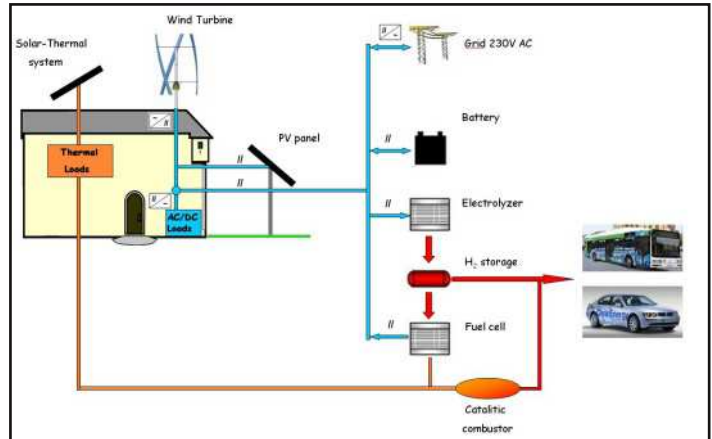 Wind Turbine
Solar-Thermal
system
Grid 230V AC
Battery
PV panel
Thermal
Loads
AC/DC
Loads
Electrolyzer
H₂ storage
Fuel cell
Catalitic
combustor